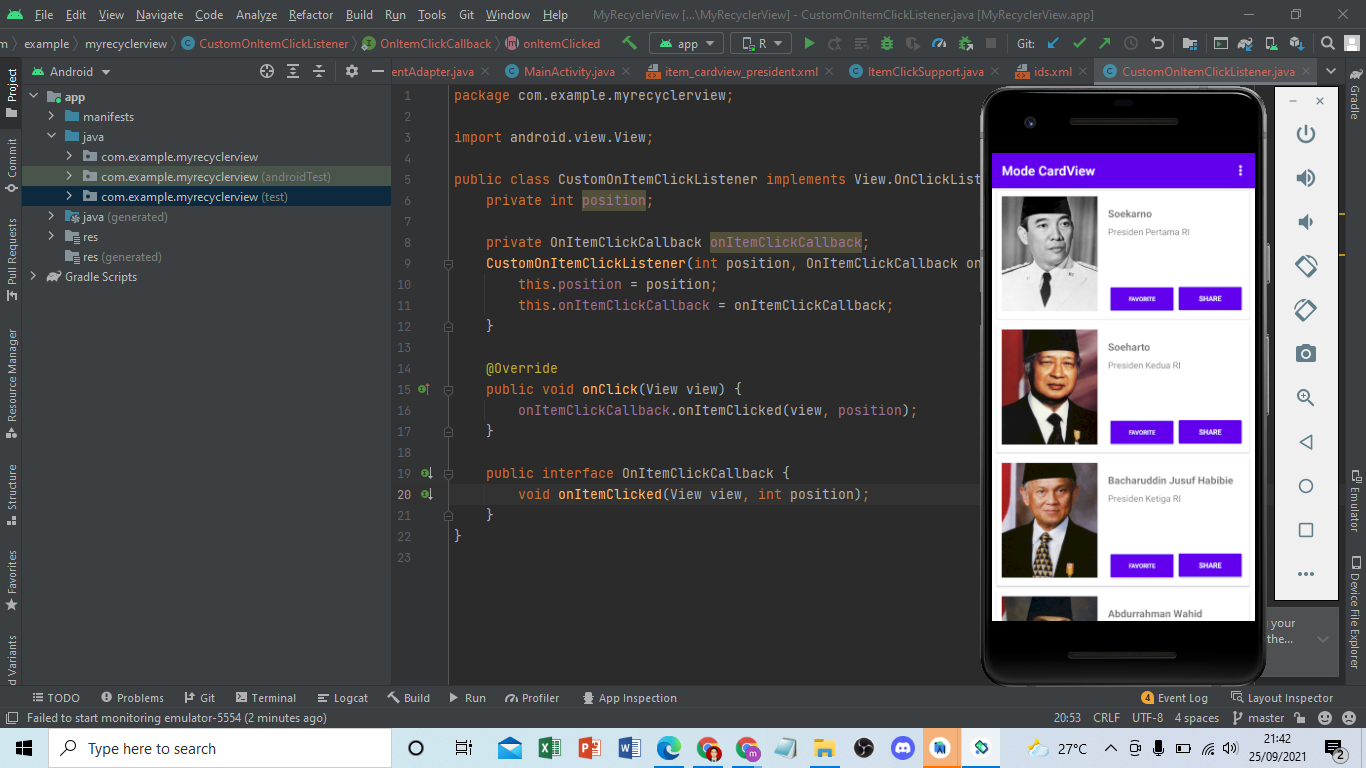 File Edit View Navigate Code Analyze Refactor Build Run Tools Git Window Help MyRecyclerView [...\MyRecyclerView] - CustomOnItemClickListener.java [MyRecyclerView.app]
m example myrecyclerview CustomOnItemClickListener OnItemClickCallback onItemClicked app R Git:
Project
Commit
Pull Requests
Resource Manager
Structure
Favorites
d Variants
Android
app
manifests
java
com.example.myrecyclerview
com.example.myrecyclerview (androidTest)
com.example.myrecyclerview (test)
java (generated)
res
res (generated)
Gradle Scripts
entAdapter.java MainActivity.java item_cardview_president.xml ItemClickSupport.java ids.xml CustomOnItemClickListener.java
1 package com.example.myrecyclerview;
2
3 import android.view.View;
4
5 public class CustomOnItemClickListener implements View.OnClickList
6 private int position;
7
8 private OnItemClickCallback onItemClickCallback;
9 CustomOnItemClickListener(int position, OnItemClickCallback on
10 this.position = position;
11 this.onItemClickCallback = onItemClickCallback;
12 }
13
14 @Override
15 public void onClick(View view) {
16 onItemClickCallback.onItemClicked(view, position);
17 }
18
19 public interface OnItemClickCallback {
20 void onItemClicked(View view, int position);
21 }
22 }
23
Mode CardView
Soekarno
Presiden Pertama RI
FAVORITE SHARE
Soeharto
Presiden Kedua RI
FAVORITE SHARE
Bacharuddin Jusuf Habibie
Presiden Ketiga RI
FAVORITE SHARE
Abdurrahman Wahid
your
the...
Gradle
Emulator
Device File Explorer
TODO Problems Git Terminal Logcat Build Run Profiler App Inspection 4 Event Log Layout Inspector
Failed to start monitoring emulator-5554 (2 minutes ago) 20:53 CRLF UTF-8 4 spaces master
Type here to search
27°C
21:42
25/09/2021
2